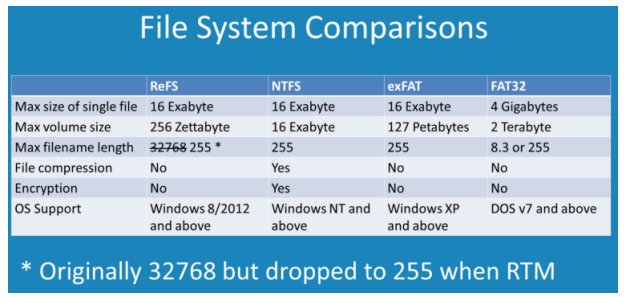 File System Comparisons
ReFS NTFS exFAT FAT32
Max size of single file 16 Exabyte 16 Exabyte 16 Exabyte 4 Gigabytes
Max volume size 256 Zettabyte 16 Exabyte 127 Petabytes 2 Terabyte
Max filename length 32768 255 * 255 255 8.3 or 255
File compression No Yes No No
Encryption No Yes No No
OS Support Windows 8/2012 Windows NT and Windows XP DOS v7 and above
and above above and above
* Originally 32768 but dropped to 255 when RTM